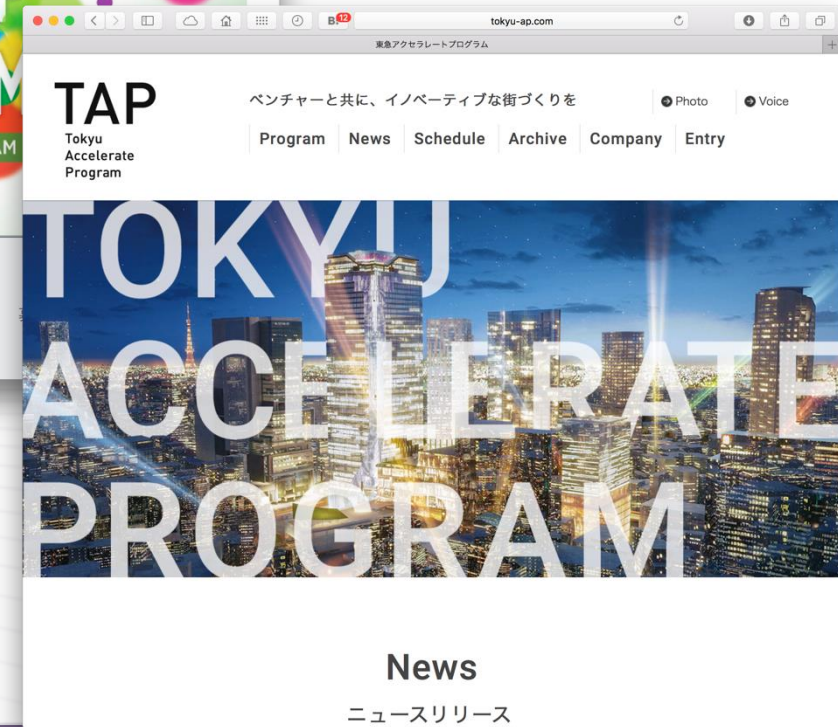 B!
12
tokyu-ap.com
東急アクセラレートプログラム
TAP
Tokyu
Accelerate
Program
ベンチャーと共に、イノベーティブな街づくりを
Photo
Voice
Program
News
Schedule
Archive
Company
Entry
TOKYU
ACCELERATE
PROGRAM
News
ニュースリリース